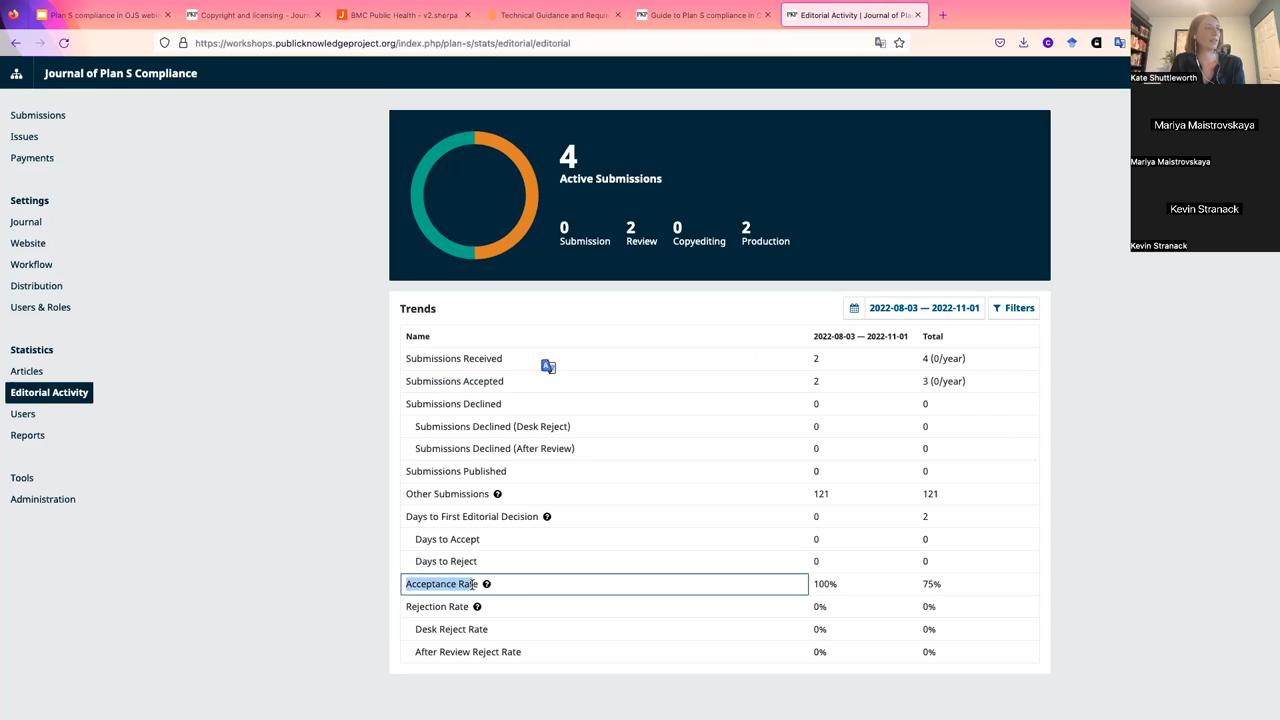 Plan S compliance in OJS webi
Copyright and licensing - Journ
BMC Public Health - v2.sherpa
Technical Guidance and Requir
Guide to Plan S compliance in O
Editorial Activity | Journal of Pla
https://workshops.publicknowledgeproject.org/index.php/plan-s/stats/editorial/editorial
Journal of Plan S Compliance
Submissions
Issues
Payments
Settings
Journal
Website
Workflow
Distribution
Users & Roles
Statistics
Articles
Editorial Activity
Users
Reports
Tools
Administration
4
Active Submissions
0 2 0 2
Submission Review Copyediting Production
Trends 2022-08-03 — 2022-11-01 Filters
Name 2022-08-03 — 2022-11-01 Total
Submissions Received 2 4 (0/year)
Submissions Accepted 2 3 (0/year)
Submissions Declined 0 0
Submissions Declined (Desk Reject) 0 0
Submissions Declined (After Review) 0 0
Submissions Published 0 0
Other Submissions 121 121
Days to First Editorial Decision 0 2
Days to Accept 0 0
Days to Reject 0 0
Acceptance Rate 100% 75%
Rejection Rate 0% 0%
Desk Reject Rate 0% 0%
After Review Reject Rate 0% 0%
Kate Shuttleworth
Mariya Maistrovskaya
Mariya Maistrovskaya
Kevin Stranack
Kevin Stranack